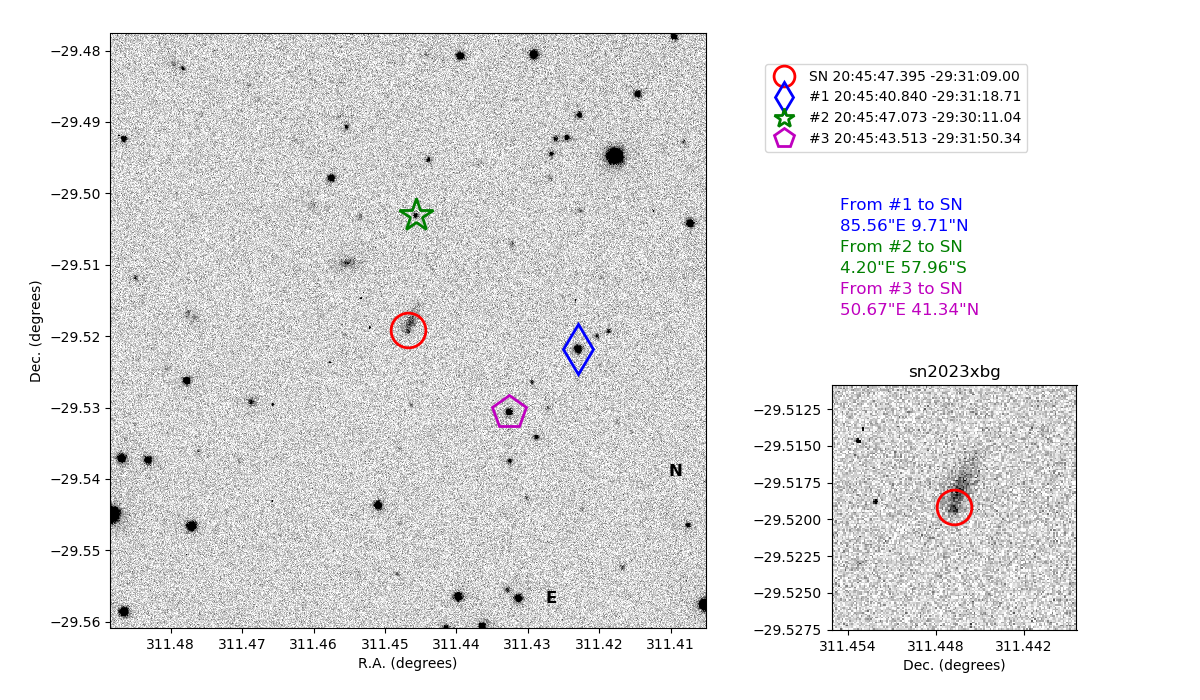 −29.48
−29.49
−29.50
−29.51
−29.52
−29.53
−29.54
−29.55
−29.56
Dec. (degrees)
311.48 311.47 311.46 311.45 311.44 311.43 311.42 311.41
R.A. (degrees)
N
E
SN 20:45:47.395 -29:31:09.00
#1 20:45:40.840 -29:31:18.71
#2 20:45:47.073 -29:30:11.04
#3 20:45:43.513 -29:31:50.34
From #1 to SN
85.56"E 9.71"N
From #2 to SN
4.20"E 57.96"S
From #3 to SN
50.67"E 41.34"N
sn2023xbg
−29.5125
−29.5150
−29.5175
−29.5200
−29.5225
−29.5250
−29.5275
311.454 311.448 311.442
Dec. (degrees)